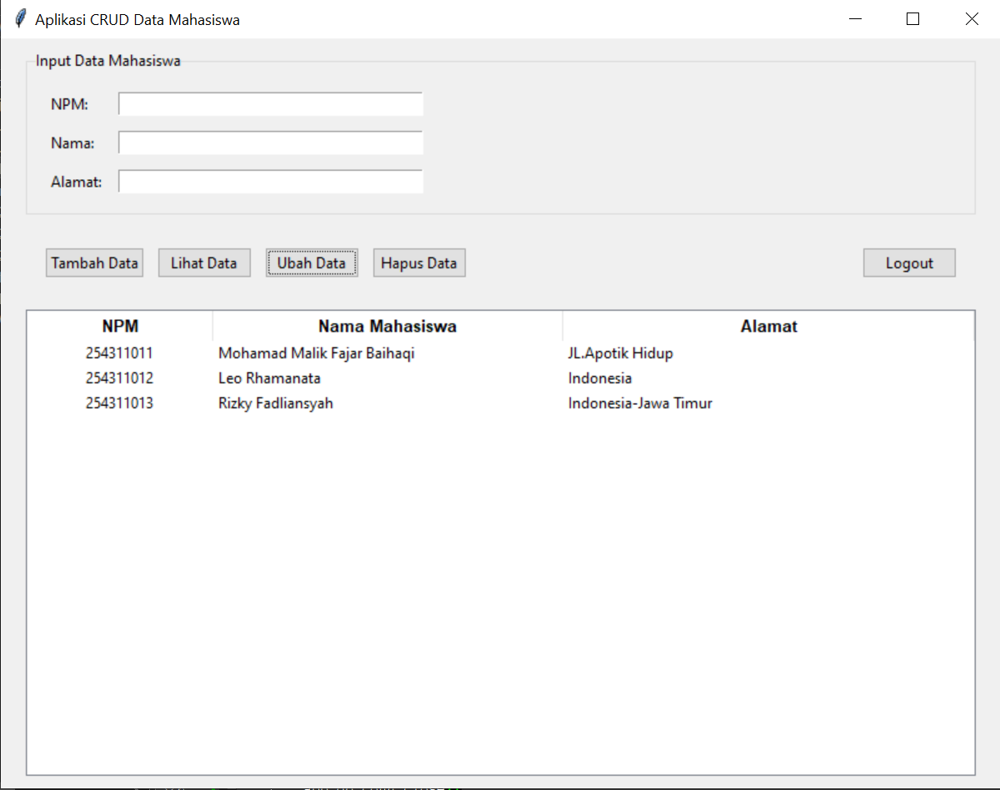 Aplikasi CRUD Data Mahasiswa
Input Data Mahasiswa
NPM:
Nama:
Alamat:
Tambah Data Lihat Data Ubah Data Hapus Data Logout
NPM Nama Mahasiswa Alamat
254311011 Mohamad Malik Fajar Baihaqi JL.Apotik Hidup
254311012 Leo Rhamanata Indonesia
254311013 Rizky Fadliansyah Indonesia-Jawa Timur